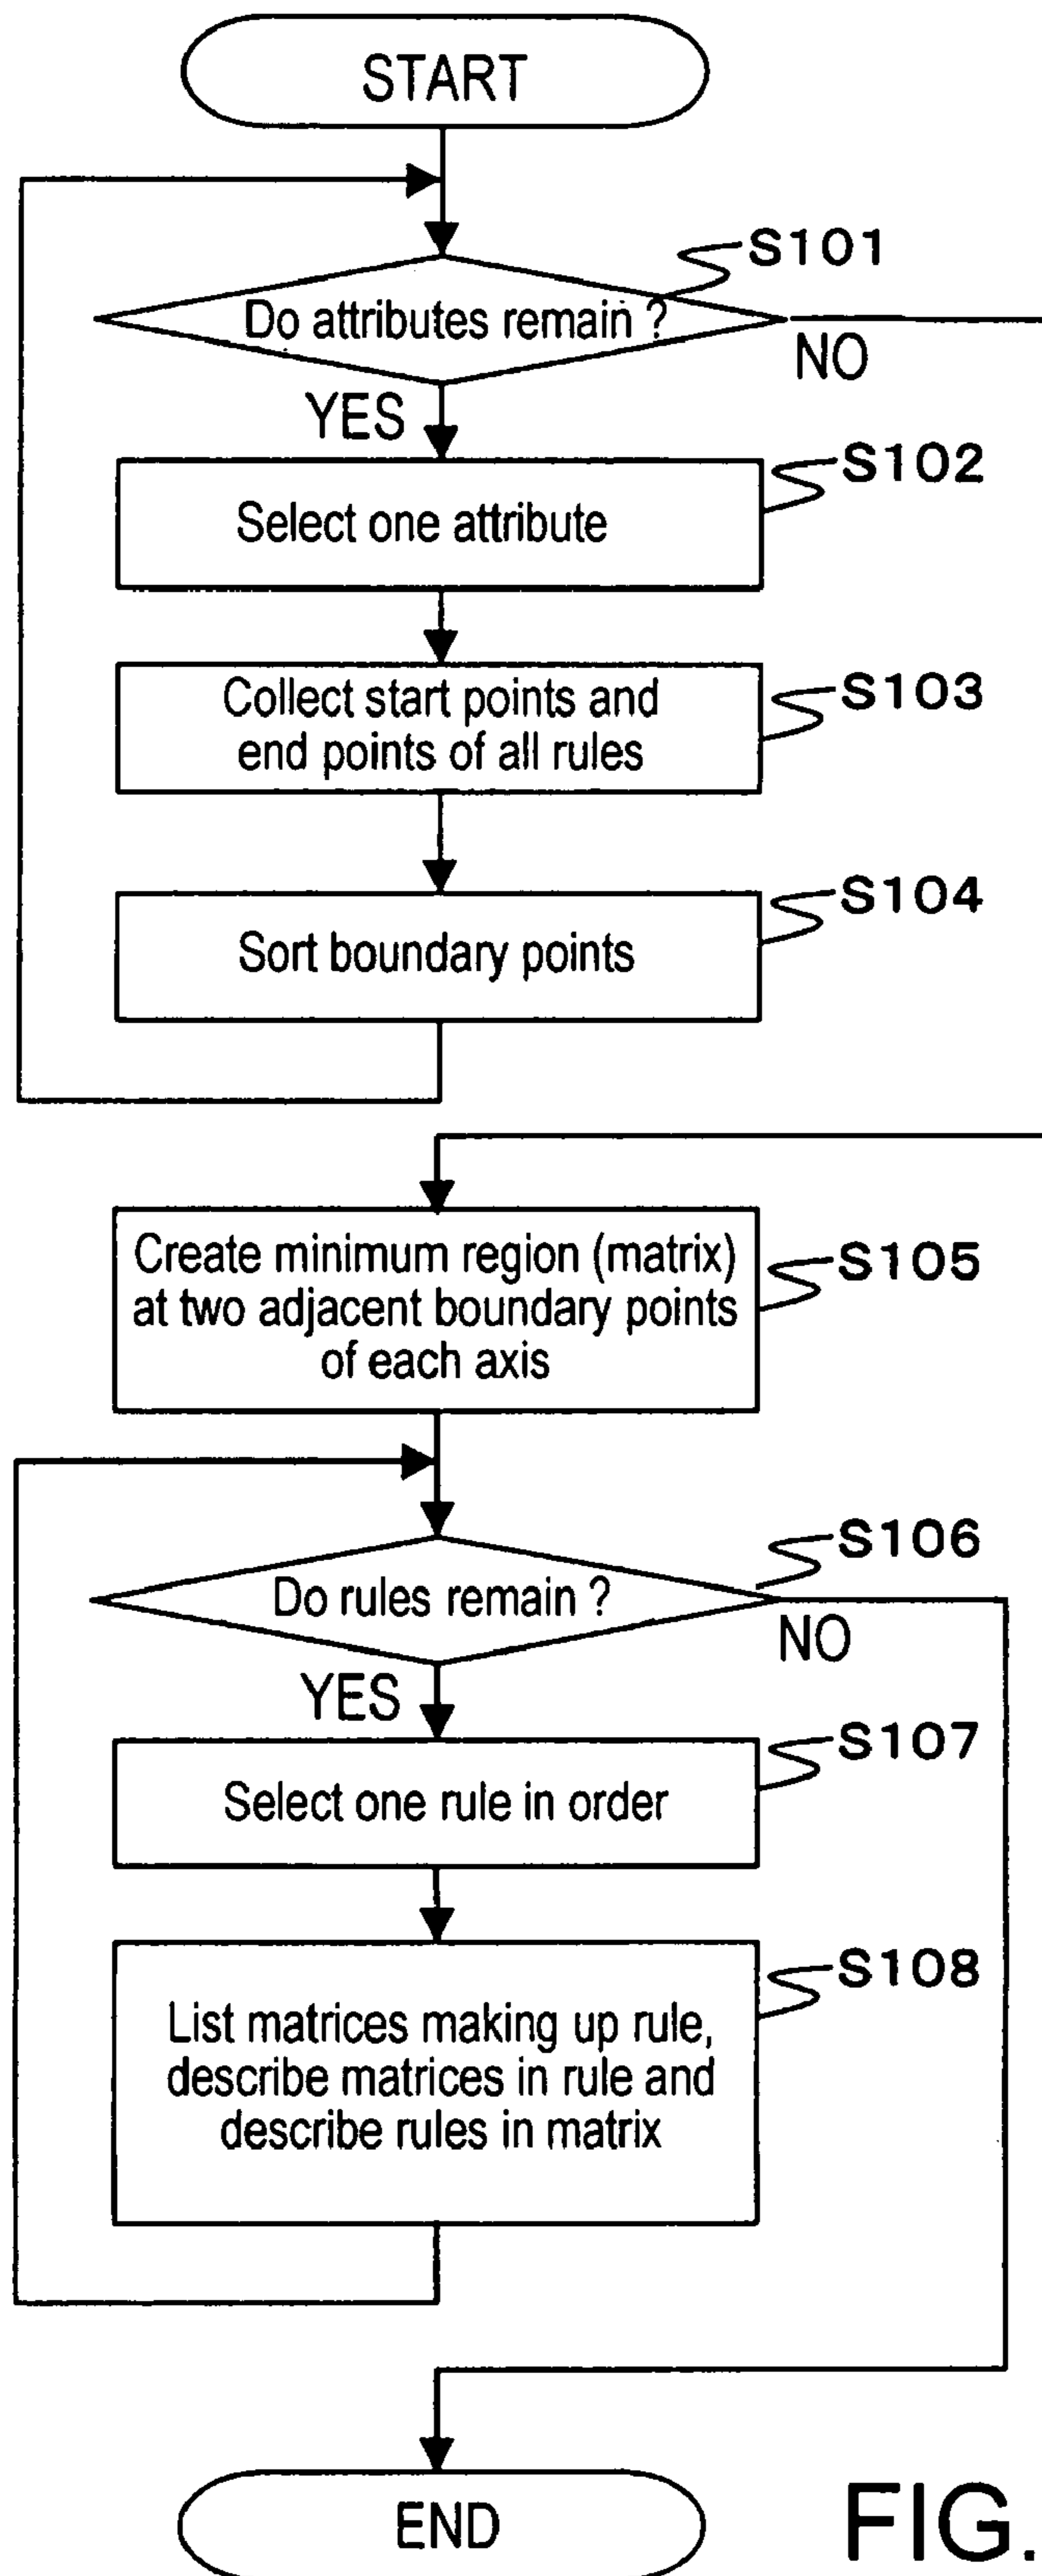 START
S101
Do attributes remain ?
NO
YES
S102
Select one attribute
S103
Collect start points and
end points of all rules
S104
Sort boundary points
Create minimum region (matrix)
at two adjacent boundary points
of each axis
S105
S106
Do rules remain ?
NO
YES
S107
Select one rule in order
S108
List matrices making up rule,
describe matrices in rule and
describe rules in matrix
END
FIG.